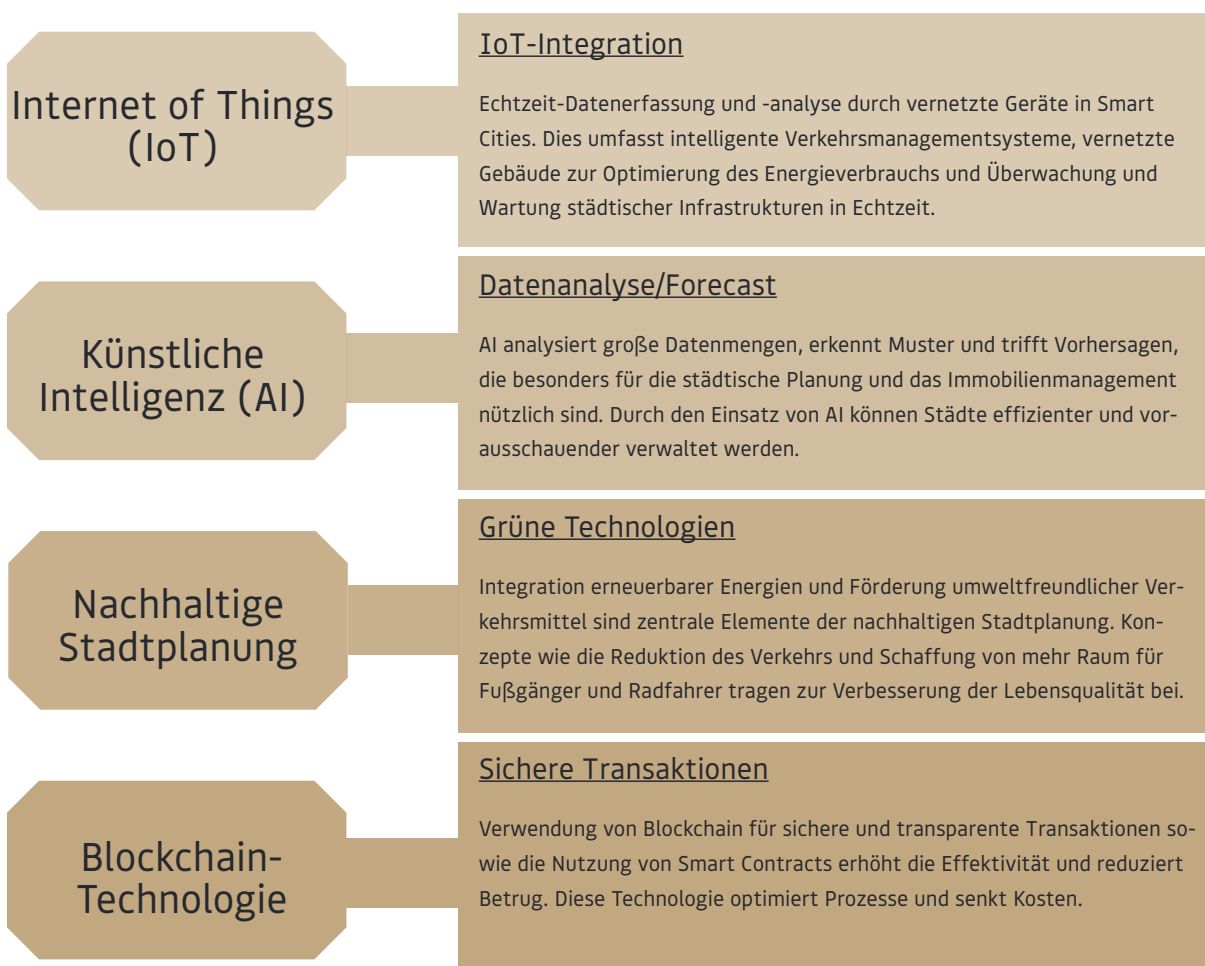 Internet of Things
(IoT)
IoT-Integration
Echtzeit-Datenerfassung und -analyse durch vernetzte Geräte in Smart
Cities. Dies umfasst intelligente Verkehrsmanagementsysteme, vernetzte
Gebäude zur Optimierung des Energieverbrauchs und Überwachung und
Wartung städtischer Infrastrukturen in Echtzeit.
Künstliche
Intelligenz (AI)
Datenanalyse/Forecast
AI analysiert große Datenmengen, erkennt Muster und trifft Vorhersagen,
die besonders für die städtische Planung und das Immobilienmanagement
nützlich sind. Durch den Einsatz von AI können Städte effizienter und vor-
ausschauender verwaltet werden.
Nachhaltige
Stadtplanung
Grüne Technologien
Integration erneuerbarer Energien und Förderung umweltfreundlicher Ver-
kehrsmittel sind zentrale Elemente der nachhaltigen Stadtplanung. Kon-
zepte wie die Reduktion des Verkehrs und Schaffung von mehr Raum für
Fußgänger und Radfahrer tragen zur Verbesserung der Lebensqualität bei.
Blockchain-
Technologie
Sichere Transaktionen
Verwendung von Blockchain für sichere und transparente Transaktionen so-
wie die Nutzung von Smart Contracts erhöht die Effektivität und reduziert
Betrug. Diese Technologie optimiert Prozesse und senkt Kosten.